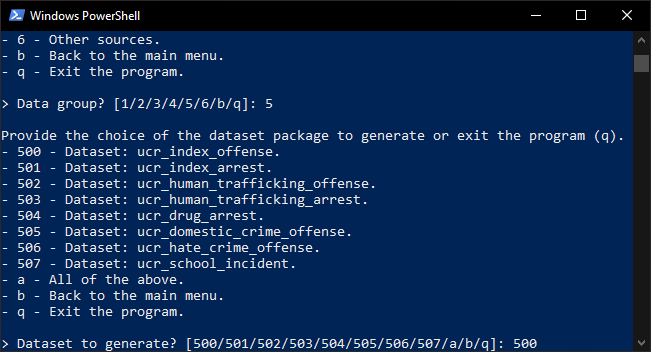 Windows PowerShell
- 6 - Other sources.
- b - Back to the main menu.
- q - Exit the program.
> Data group? [1/2/3/4/5/6/b/q]: 5
Provide the choice of the dataset package to generate or exit the program (q).
- 500 - Dataset: ucr_index_offense.
- 501 - Dataset: ucr_index_arrest.
- 502 - Dataset: ucr_human_trafficking_offense.
- 503 - Dataset: ucr_human_trafficking_arrest.
- 504 - Dataset: ucr_drug_arrest.
- 505 - Dataset: ucr_domestic_crime_offense.
- 506 - Dataset: ucr_hate_crime_offense.
- 507 - Dataset: ucr_school_incident.
- a - All of the above.
- b - Back to the main menu.
- q - Exit the program.
> Dataset to generate? [500/501/502/503/504/505/506/507/a/b/q]: 500